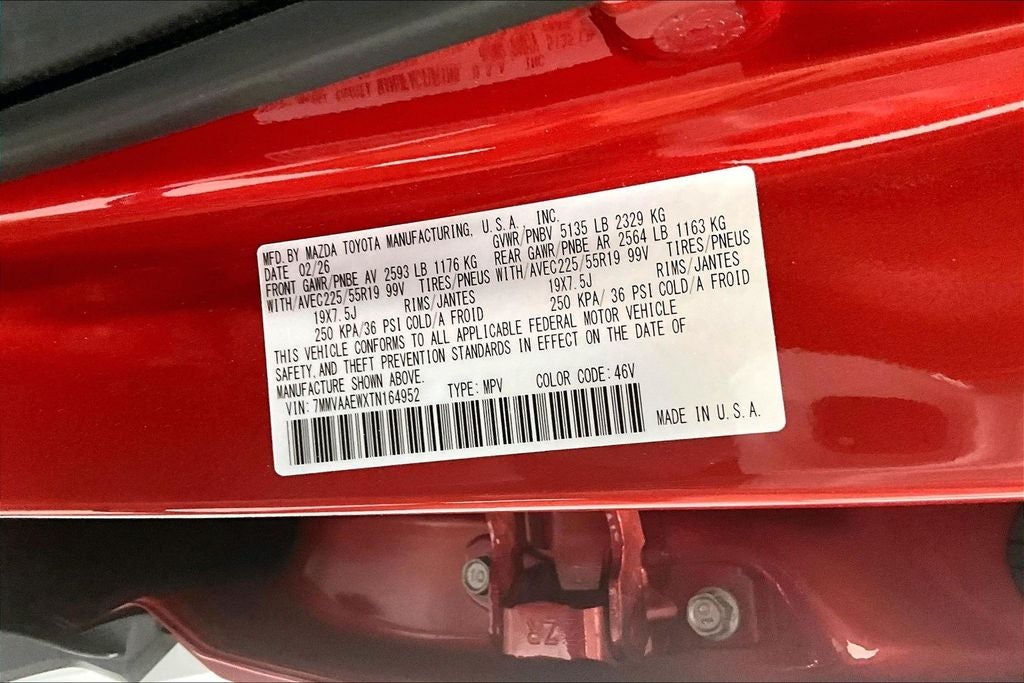 MFD. BY MAZDA TOYOTA MANUFACTURING, U.S.A., INC.
DATE 02/26 GVWR/PNBV 5135 LB 2329 KG
FRONT GAWR/PNBE AV 2593 LB 1176 KG REAR GAWR/PNBE AR 2564 LB 1163 KG
WITH/AVEC225/55R19 99V TIRES/PNEUS WITH/AVEC225/55R19 99V TIRES/PNEUS
19X7.5J RIMS/JANTES 19X7.5J RIMS/JANTES
250 KPA/36 PSI COLD/A FROID 250 KPA/ 36 PSI COLD/A FROID
THIS VEHICLE CONFORMS TO ALL APPLICABLE FEDERAL MOTOR VEHICLE
SAFETY, AND THEFT PREVENTION STANDARDS IN EFFECT ON THE DATE OF
MANUFACTURE SHOWN ABOVE.
VIN: 7MMVAAEWXTN164952 TYPE: MPV COLOR CODE: 46V
MADE IN U.S.A.